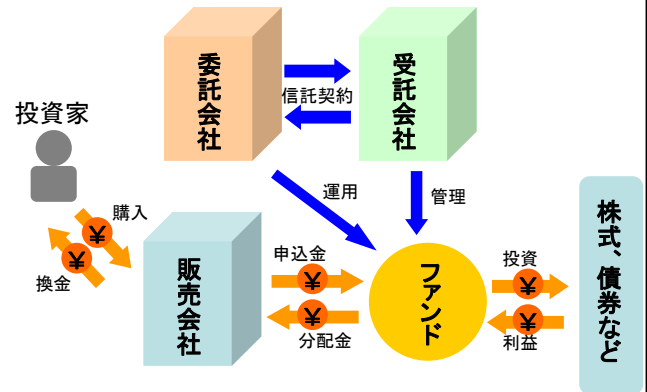 委託会社
受託会社
信託契約
投資家
運用
管理
購入
換金
販売会社
申込金
¥
¥
¥
¥
分配金
ファンド
投資
¥
¥
利益
株式、債券など